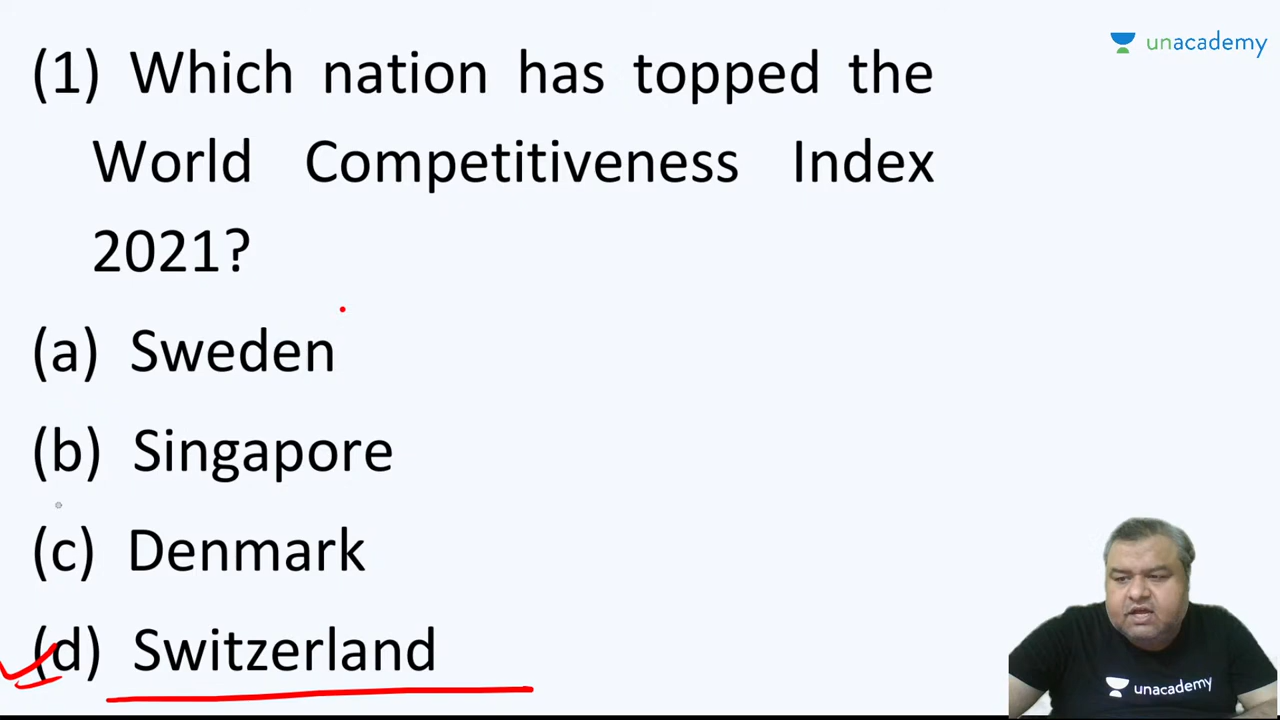 unacademy
(1) Which nation has topped the
World Competitiveness Index
2021?
(a) Sweden
(b) Singapore
(c) Denmark
(d) Switzerland
unacademy